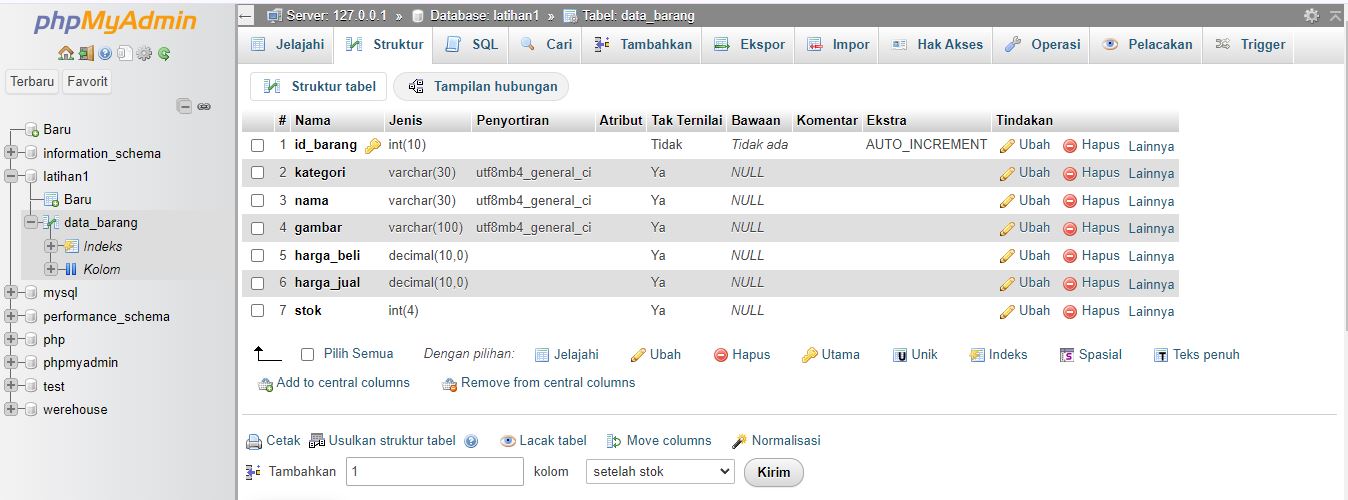 phpMyAdmin
Terbaru Favorit
Baru
information_schema
latihan1
Baru
data_barang
Indeks
Kolom
mysql
performance_schema
php
phpmyadmin
test
werehouse
Server: 127.0.0.1 » Database: latihan1 » Tabel: data_barang
Jelajahi Struktur SQL Cari Tambahkan Ekspor Impor Hak Akses Operasi Pelacakan Trigger
Struktur tabel Tampilan hubungan
# Nama Jenis Penyortiran Atribut Tak Ternilai Bawaan Komentar Ekstra Tindakan
1 id_barang int(10) Tidak Tidak ada AUTO_INCREMENT Ubah Hapus Lainnya
2 kategori varchar(30) utf8mb4_general_ci Ya NULL Ubah Hapus Lainnya
3 nama varchar(30) utf8mb4_general_ci Ya NULL Ubah Hapus Lainnya
4 gambar varchar(100) utf8mb4_general_ci Ya NULL Ubah Hapus Lainnya
5 harga_beli decimal(10,0) Ya NULL Ubah Hapus Lainnya
6 harga_jual decimal(10,0) Ya NULL Ubah Hapus Lainnya
7 stok int(4) Ya NULL Ubah Hapus Lainnya
Pilih Semua Dengan pilihan: Jelajahi Ubah Hapus Utama Unik Indeks Spasial Teks penuh
Add to central columns Remove from central columns
Cetak Usulkan struktur tabel Lacak tabel Move columns Normalisasi
Tambahkan 1 kolom setelah stok Kirim